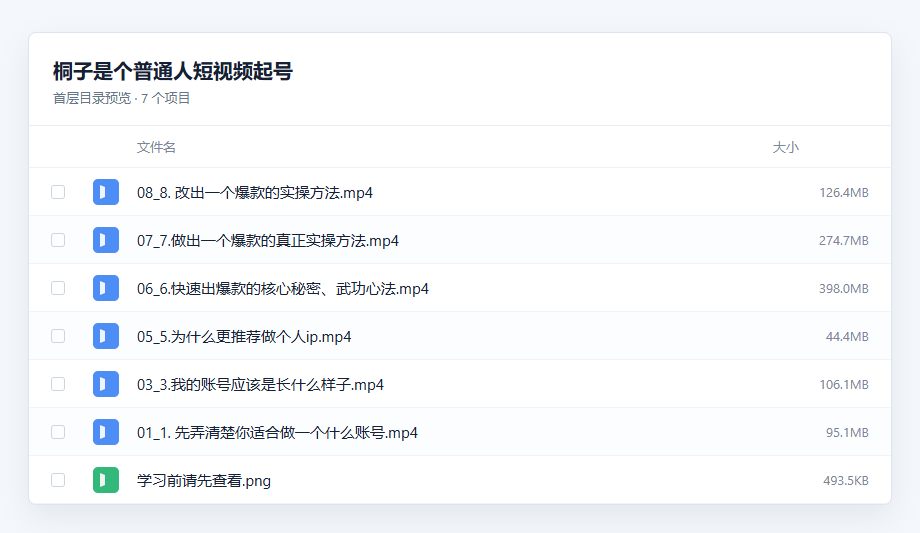 桐子是个普通人短视频起号
首层目录预览 · 7 个项目
文件名 大小
08_8. 改出一个爆款的实操方法.mp4 126.4MB
07_7.做出一个爆款的真正实操方法.mp4 274.7MB
06_6.快速出爆款的核心秘密、武功心法.mp4 398.0MB
05_5.为什么更推荐做个人ip.mp4 44.4MB
03_3.我的账号应该是长什么样子.mp4 106.1MB
01_1. 先弄清楚你适合做一个什么账号.mp4 95.1MB
学习前请先查看.png 493.5KB